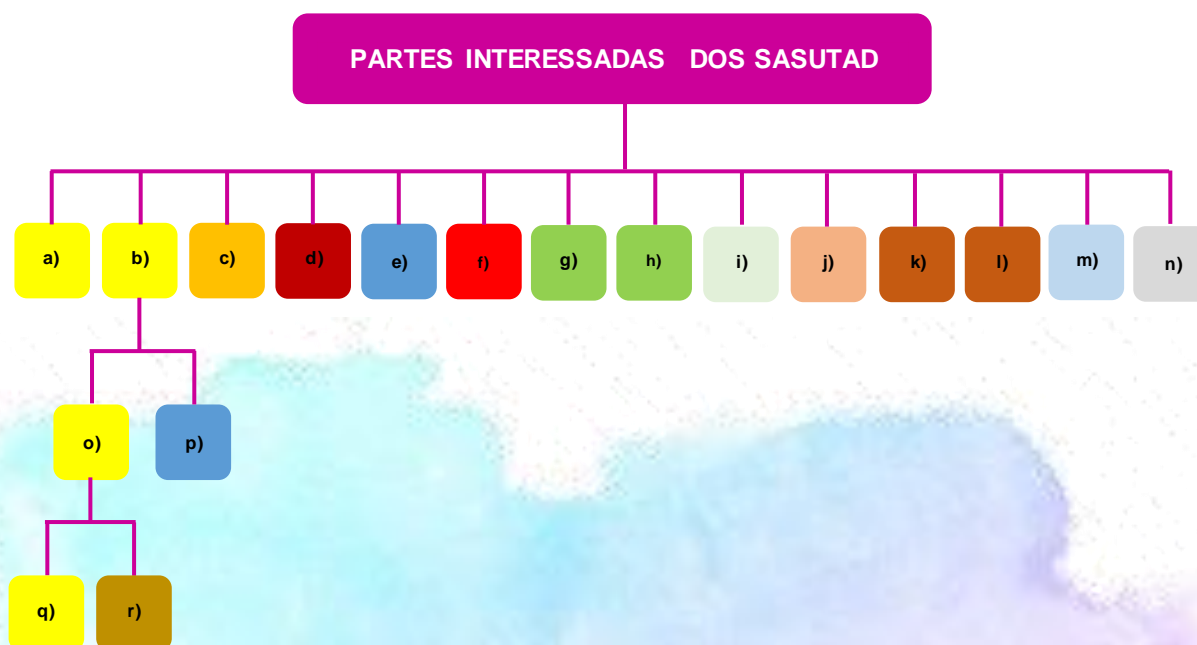 PARTES INTERESSADAS DOS SASUTAD
a) b) c) d) e) f) g) h) i) j) k) l) m) n)
o) p)
q) r)